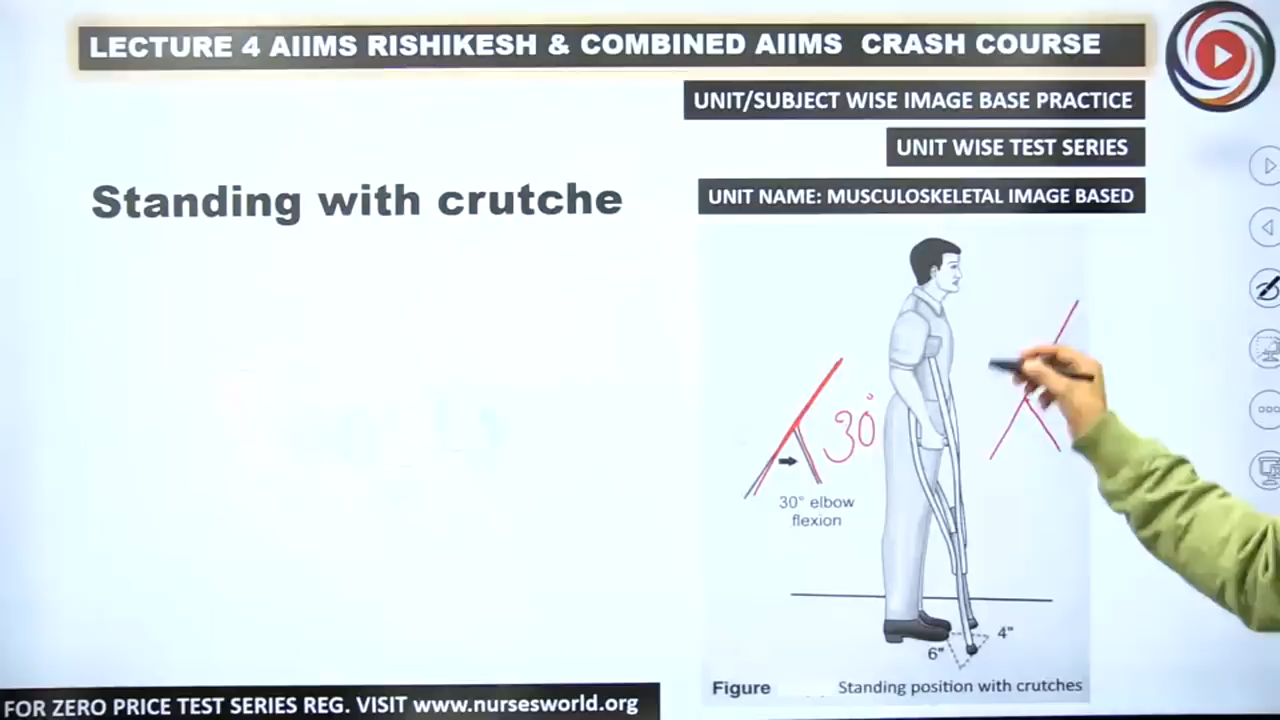 LECTURE 4 AIIMS RISHIKESH & COMBINED AIIMS CRASH COURSE
UNIT/SUBJECT WISE IMAGE BASE PRACTICE
UNIT WISE TEST SERIES
UNIT NAME: MUSCULOSKELETAL IMAGE BASED
Standing with crutche
30°
30° elbow
flexion
4"
6"
Figure Standing position with crutches
FOR ZERO PRICE TEST SERIES REG. VISIT www.nursesworld.org